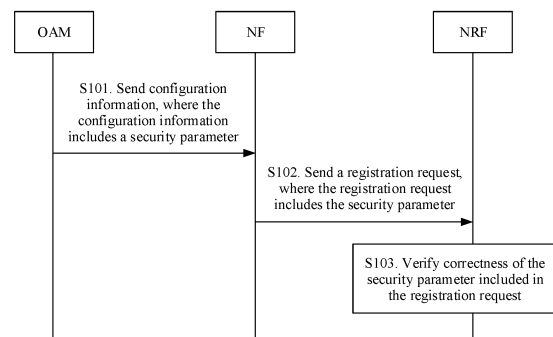 OAM
NF
NRF
S101. Send configuration
information, where the
configuration information
includes a security parameter
S102. Send a registration request,
where the registration request
includes the security parameter
S103. Verify correctness of the
security parameter included in
the registration request